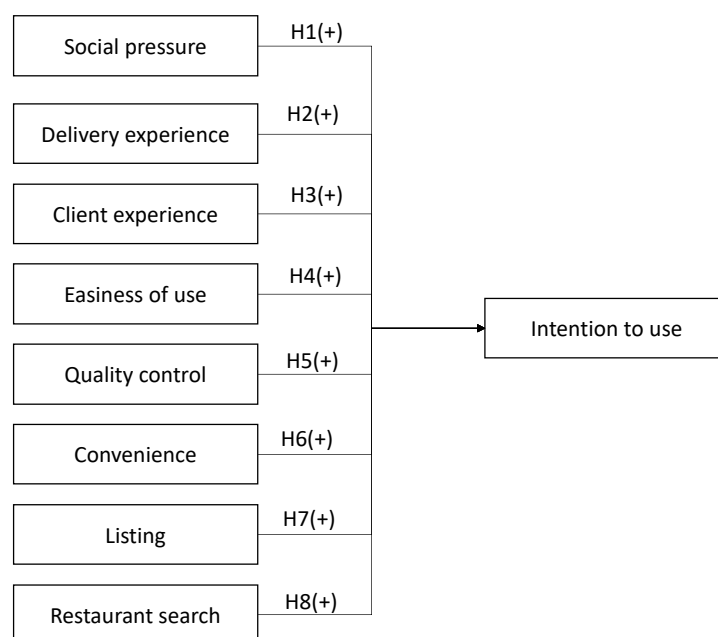 Social pressure
H1(+)
Delivery experience
H2(+)
Client experience
H3(+)
Easiness of use
H4(+)
Intention to use
Quality control
H5(+)
Convenience
H6(+)
Listing
H7(+)
Restaurant search
H8(+)